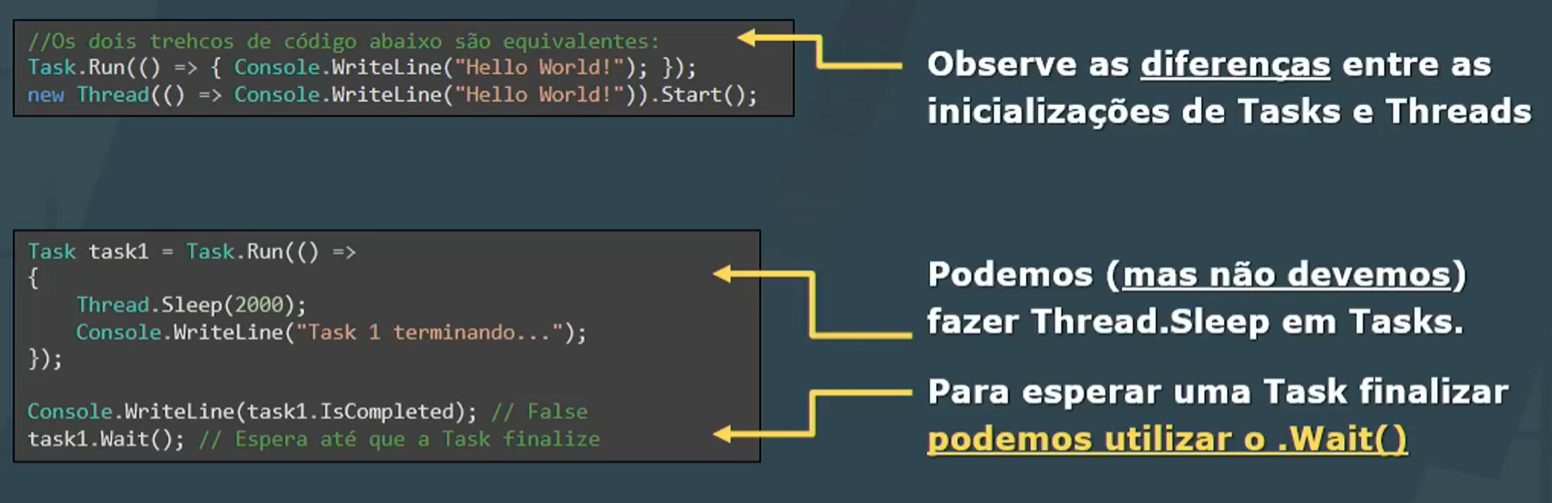 //Os dois trehcos de código abaixo são equivalentes:
Task.Run(() => { Console.WriteLine("Hello World!"); });
new Thread(() => Console.WriteLine("Hello World!")).Start();
Observe as diferenças entre as
inicializações de Tasks e Threads
Task task1 = Task.Run(() =>
{
    Thread.Sleep(2000);
    Console.WriteLine("Task 1 terminando...");
});
Console.WriteLine(task1.IsCompleted); // False
task1.Wait(); // Espera até que a Task finalize
Podemos (mas não devemos)
fazer Thread.Sleep em Tasks.
Para esperar uma Task finalizar
podemos utilizar o .Wait()